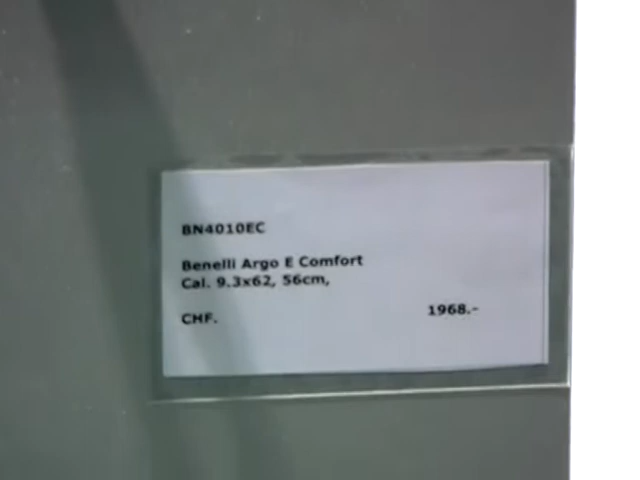 BN4010EC
Benelli Argo E Comfort
Cal. 9.3x62, 56cm,
CHF. 1968.-